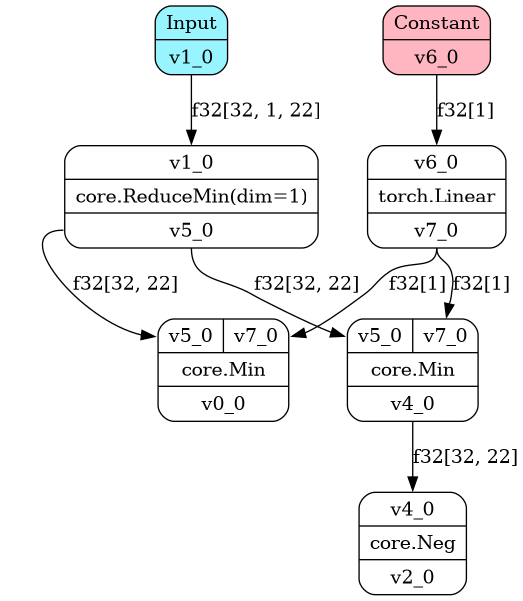 Input
v1_0
Constant
v6_0
f32[32, 1, 22]
f32[1]
v1_0
core.ReduceMin(dim=1)
v5_0
v6_0
torch.Linear
v7_0
f32[32, 22]
f32[32, 22]
f32[1]
f32[1]
v5_0 v7_0
core.Min
v0_0
v5_0 v7_0
core.Min
v4_0
f32[32, 22]
v4_0
core.Neg
v2_0